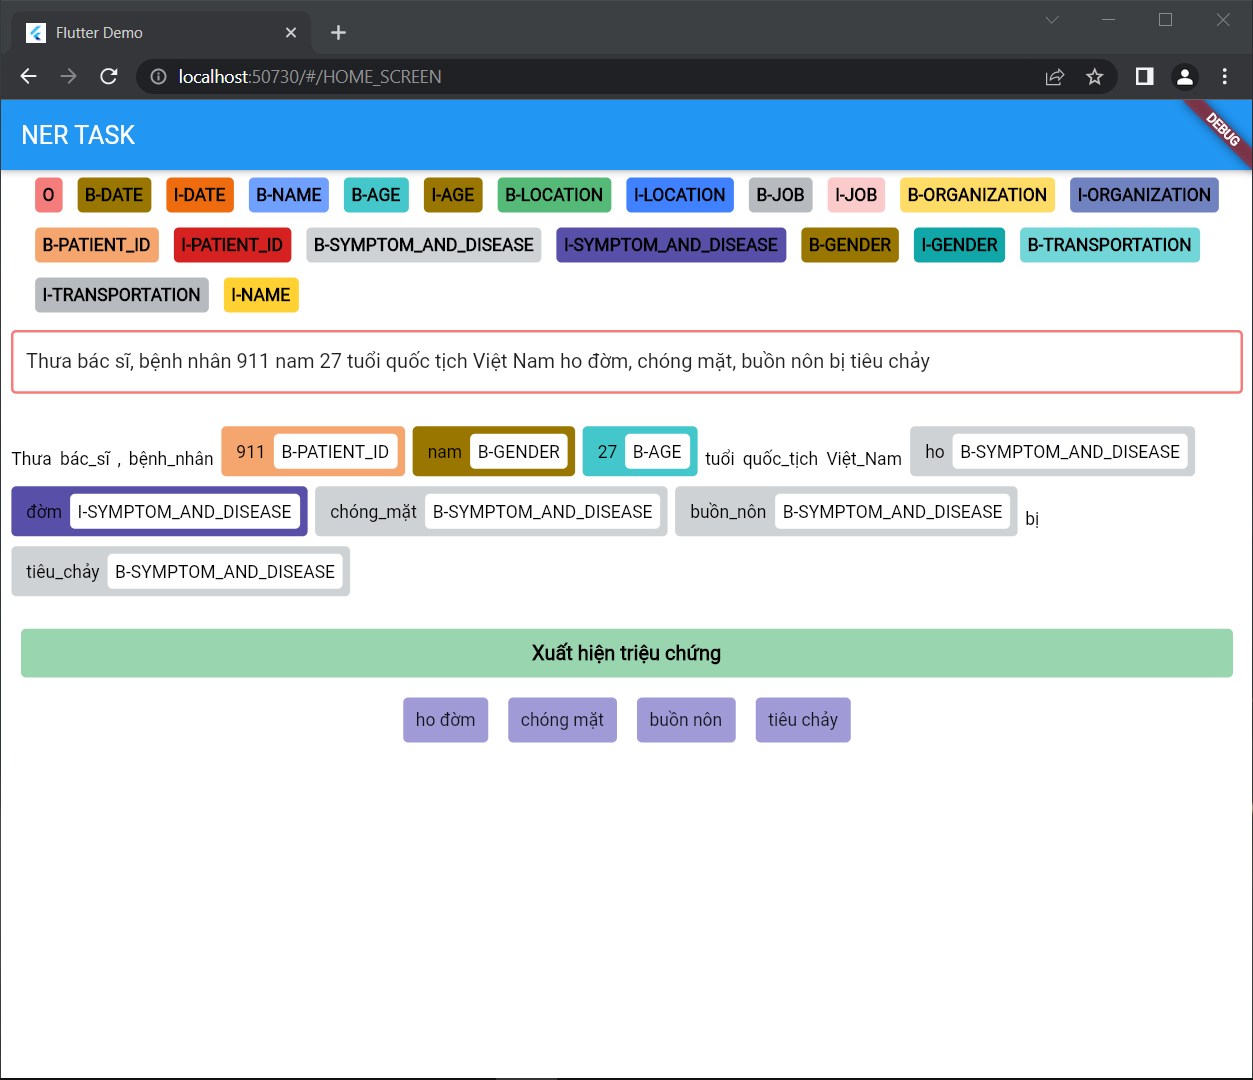 Flutter Demo
localhost:50730/#/HOME_SCREEN
NER TASK
DEBUG
O B-DATE I-DATE B-NAME B-AGE I-AGE B-LOCATION I-LOCATION B-JOB I-JOB B-ORGANIZATION I-ORGANIZATION
B-PATIENT_ID I-PATIENT_ID B-SYMPTOM_AND_DISEASE I-SYMPTOM_AND_DISEASE B-GENDER I-GENDER B-TRANSPORTATION
I-TRANSPORTATION I-NAME
Thưa bác sĩ, bệnh nhân 911 nam 27 tuổi quốc tịch Việt Nam ho đờm, chóng mặt, buồn nôn bị tiêu chảy
Thưa bác_sĩ , bệnh_nhân 911 B-PATIENT_ID nam B-GENDER 27 B-AGE tuổi quốc_tịch Việt_Nam ho B-SYMPTOM_AND_DISEASE
đờm I-SYMPTOM_AND_DISEASE chóng_mặt B-SYMPTOM_AND_DISEASE buồn_nôn B-SYMPTOM_AND_DISEASE bị
tiêu_chảy B-SYMPTOM_AND_DISEASE
Xuất hiện triệu chứng
ho đờm chóng mặt buồn nôn tiêu chảy